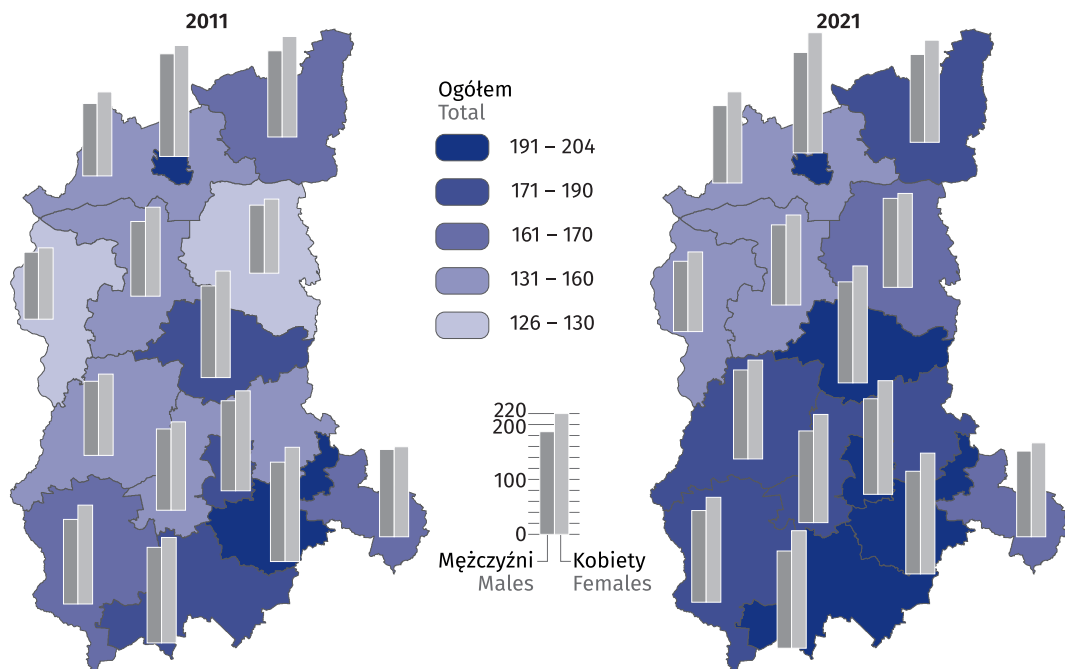 2011
2021
Ogółem
Total
191 – 204
171 – 190
161 – 170
131 – 160
126 – 130
220
200
100
0
Mężczyźni
Kobiety
Males
Females